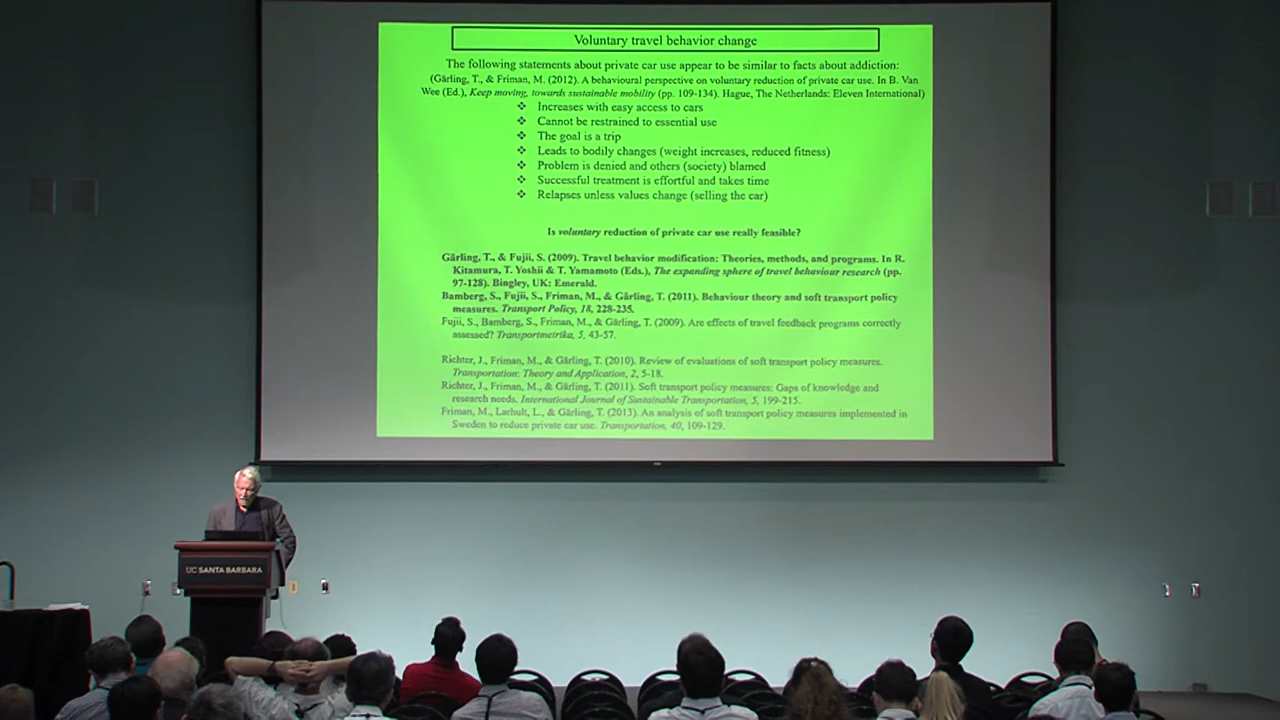 Voluntary travel behavior change
The following statements about private car use appear to be similar to facts about addiction:
(Gärling, T., & Friman, M. (2012). A behavioural perspective on voluntary reduction of private car use. In B. Van
Wee (Ed.), Keep moving, towards sustainable mobility (pp. 109-134). Hague, The Netherlands: Eleven International)
❖ Increases with easy access to cars
❖ Cannot be restrained to essential use
❖ The goal is a trip
❖ Leads to bodily changes (weight increases, reduced fitness)
❖ Problem is denied and others (society) blamed
❖ Successful treatment is effortful and takes time
❖ Relapses unless values change (selling the car)
Is voluntary reduction of private car use really feasible?
Gärling, T., & Fujii, S. (2009). Travel behavior modification: Theories, methods, and programs. In R.
Kitamura, T. Yoshii & T. Yamamoto (Eds.), The expanding sphere of travel behaviour research (pp.
97-128). Bingley, UK: Emerald.
Bamberg, S., Fujii, S., Friman, M., & Gärling, T. (2011). Behaviour theory and soft transport policy
measures. Transport Policy, 18, 228-235.
Fujii, S., Bamberg, S., Friman, M., & Gärling, T. (2009). Are effects of travel feedback programs correctly
assessed? Transportmetrika, 5, 43-57.
Richter, J., Friman, M., & Gärling, T. (2010). Review of evaluations of soft transport policy measures.
Transportation: Theory and Application, 2, 5-18.
Richter, J., Friman, M., & Gärling, T. (2011). Soft transport policy measures: Gaps of knowledge and
research needs. International Journal of Sustainable Transportation, 5, 199-215.
Friman, M., Larhult, L., & Gärling, T. (2013). An analysis of soft transport policy measures implemented in
Sweden to reduce private car use. Transportation, 40, 109-129.
UC SANTA BARBARA